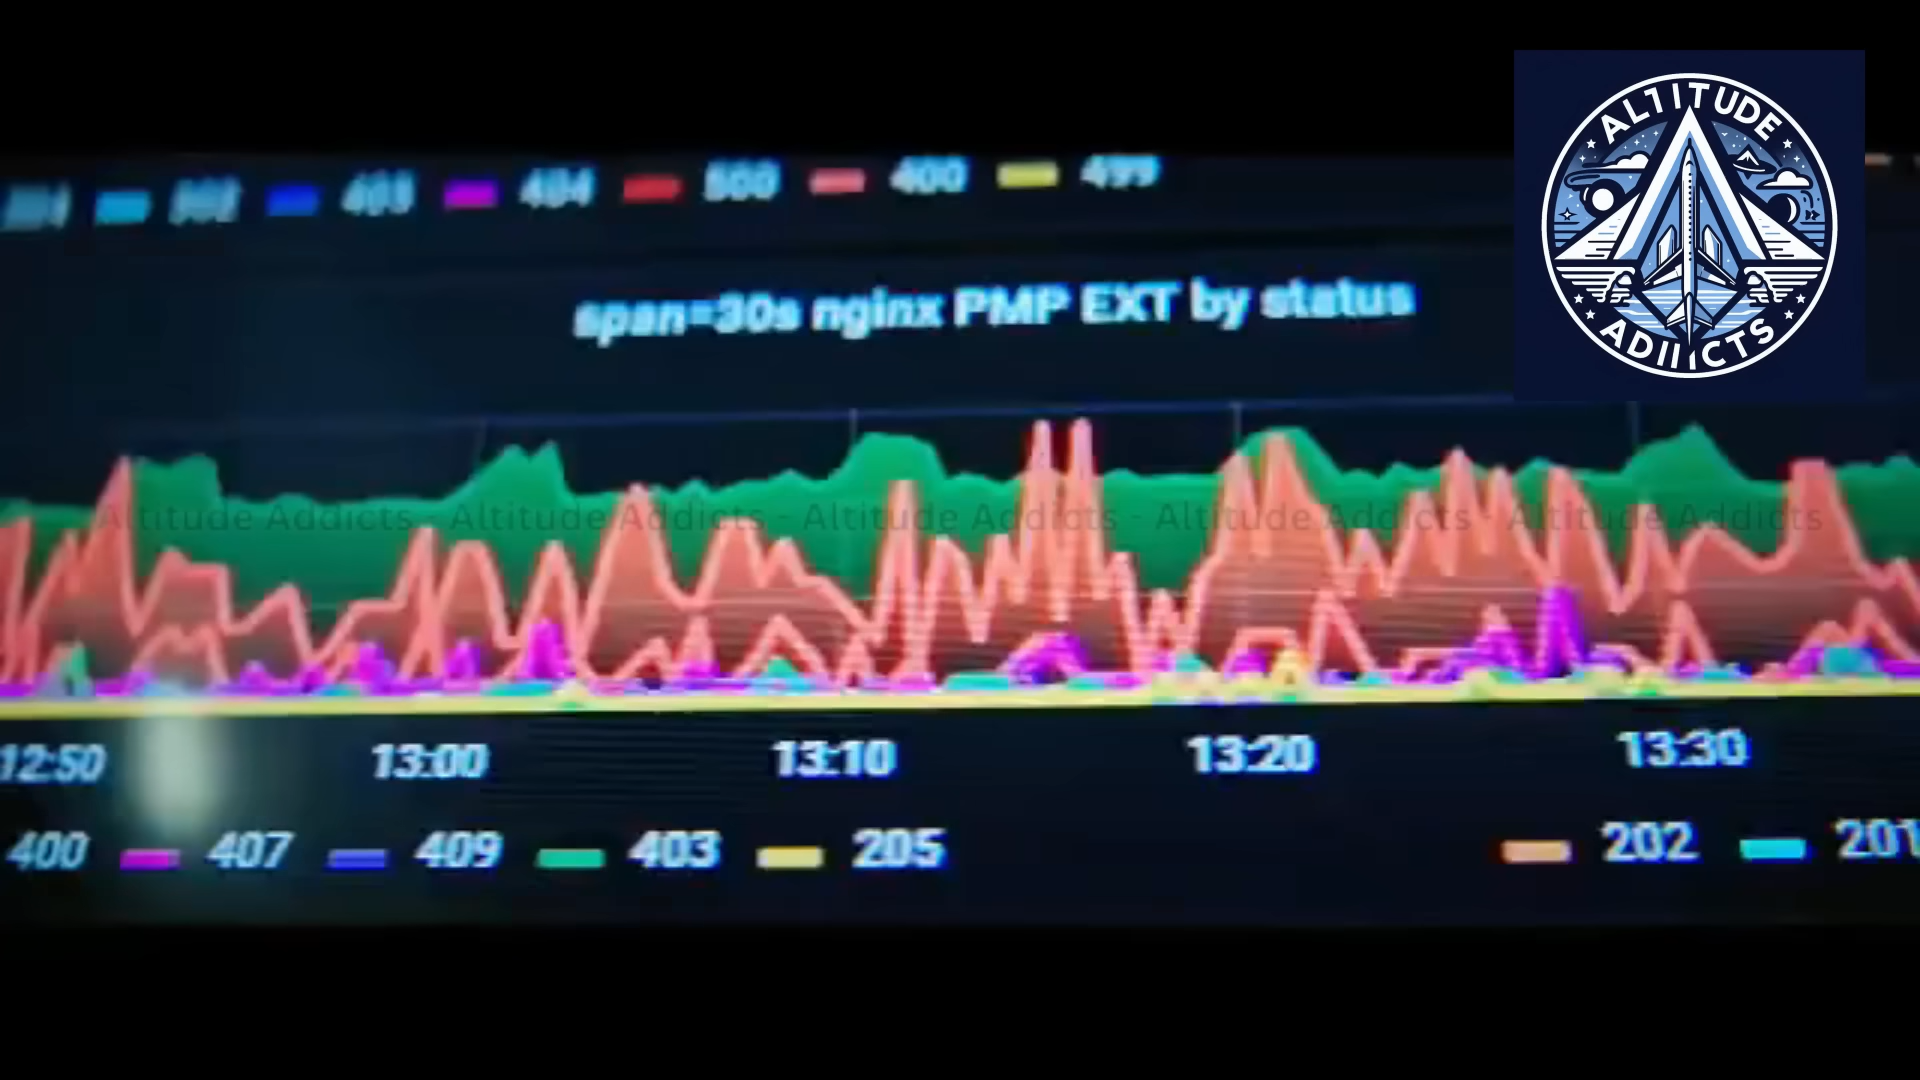 403 404 500 400 499
ALTITUDE
ADDICTS
span=30s nginx PMP EXT by status
Altitude Addicts - Altitude Addicts - Altitude Addicts - Altitude Addicts - Altitude Addicts
12:50 13:00 13:10 13:20 13:30
400 407 409 403 205 202 201